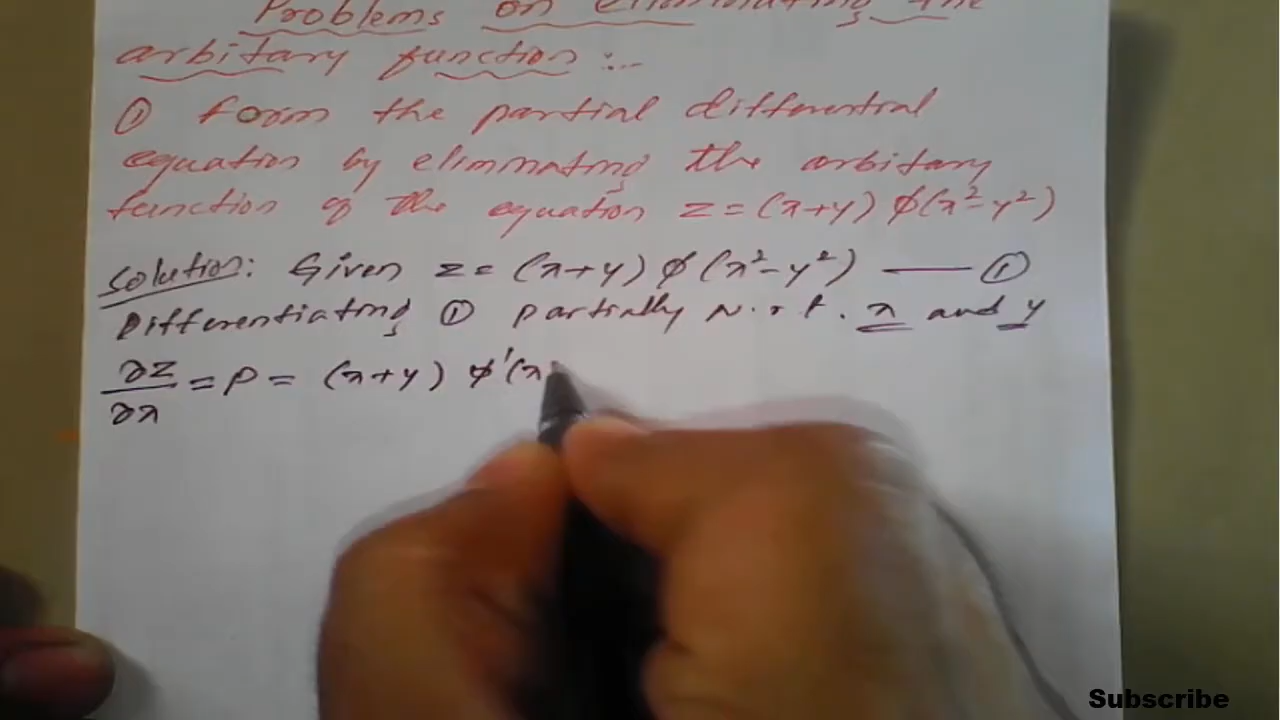 Problems on eliminating the
arbitary function :...
① Form the partial differential
equation by eliminating the arbitary
function of the equation z = (x+y) ϕ(x²-y²)
Solution: Given z = (x+y) ϕ(x²-y²) — ①
Differentiating ① partially w.r.t. x and y
∂z/∂x = p = (x+y) ϕ'(x
Subscribe